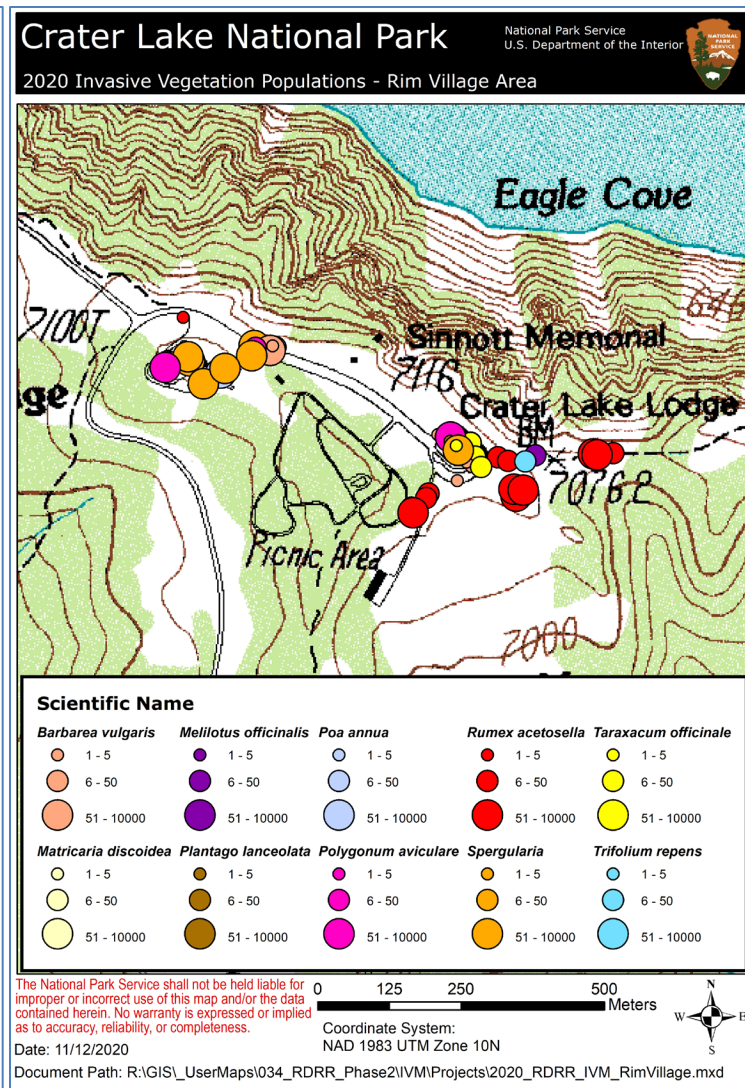 Crater Lake National Park
National Park Service
U.S. Department of the Interior
NATIONAL
PARK
SERVICE
2020 Invasive Vegetation Populations - Rim Village Area
Eagle Cove
7100T
Sinnott Memorial
7116
ge
Crater Lake Lodge
BM
7076.2
Picnic Area
7000
Scientific Name
Barbarea vulgaris Melilotus officinalis Poa annua Rumex acetosella Taraxacum officinale
1 - 5 1 - 5 1 - 5 1 - 5 1 - 5
6 - 50 6 - 50 6 - 50 6 - 50 6 - 50
51 - 10000 51 - 10000 51 - 10000 51 - 10000 51 - 10000
Matricaria discoidea Plantago lanceolata Polygonum aviculare Spergularia Trifolium repens
1 - 5 1 - 5 1 - 5 1 - 5 1 - 5
6 - 50 6 - 50 6 - 50 6 - 50 6 - 50
51 - 10000 51 - 10000 51 - 10000 51 - 10000 51 - 10000
The National Park Service shall not be held liable for
improper or incorrect use of this map and/or the data
contained herein. No warranty is expressed or implied
as to accuracy, reliability, or completeness.
0 125 250 500
Meters
Coordinate System:
NAD 1983 UTM Zone 10N
N
W E
S
Date: 11/12/2020
Document Path: R:\GIS\_UserMaps\034_RDRR_Phase2\IVM\Projects\2020_RDRR_IVM_RimVillage.mxd